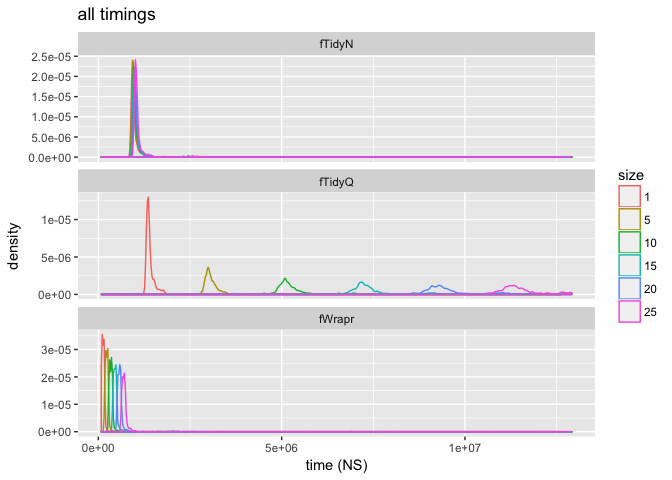 all timings
fTidyN
2.5e-05
2.0e-05
1.5e-05
1.0e-05
5.0e-06
0.0e+00
fTidyQ
1e-05
5e-06
0e+00
fWrapr
3e-05
2e-05
1e-05
0e+00
0e+00 5e+06 1e+07
time (NS)
density
size
1
5
10
15
20
25